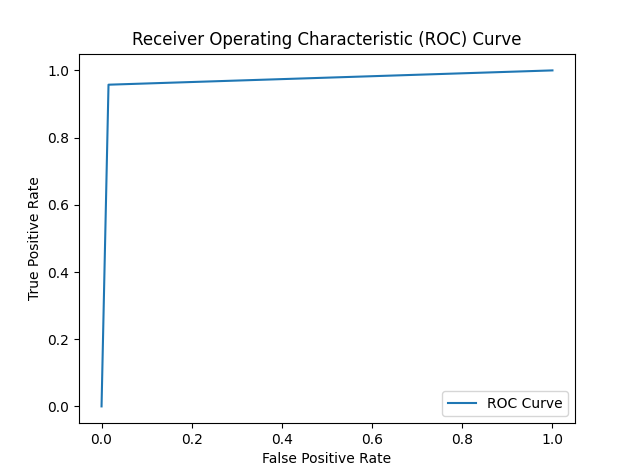 Receiver Operating Characteristic (ROC) Curve
1.0
0.8
0.6
0.4
0.2
0.0
True Positive Rate
ROC Curve
0.0 0.2 0.4 0.6 0.8 1.0
False Positive Rate